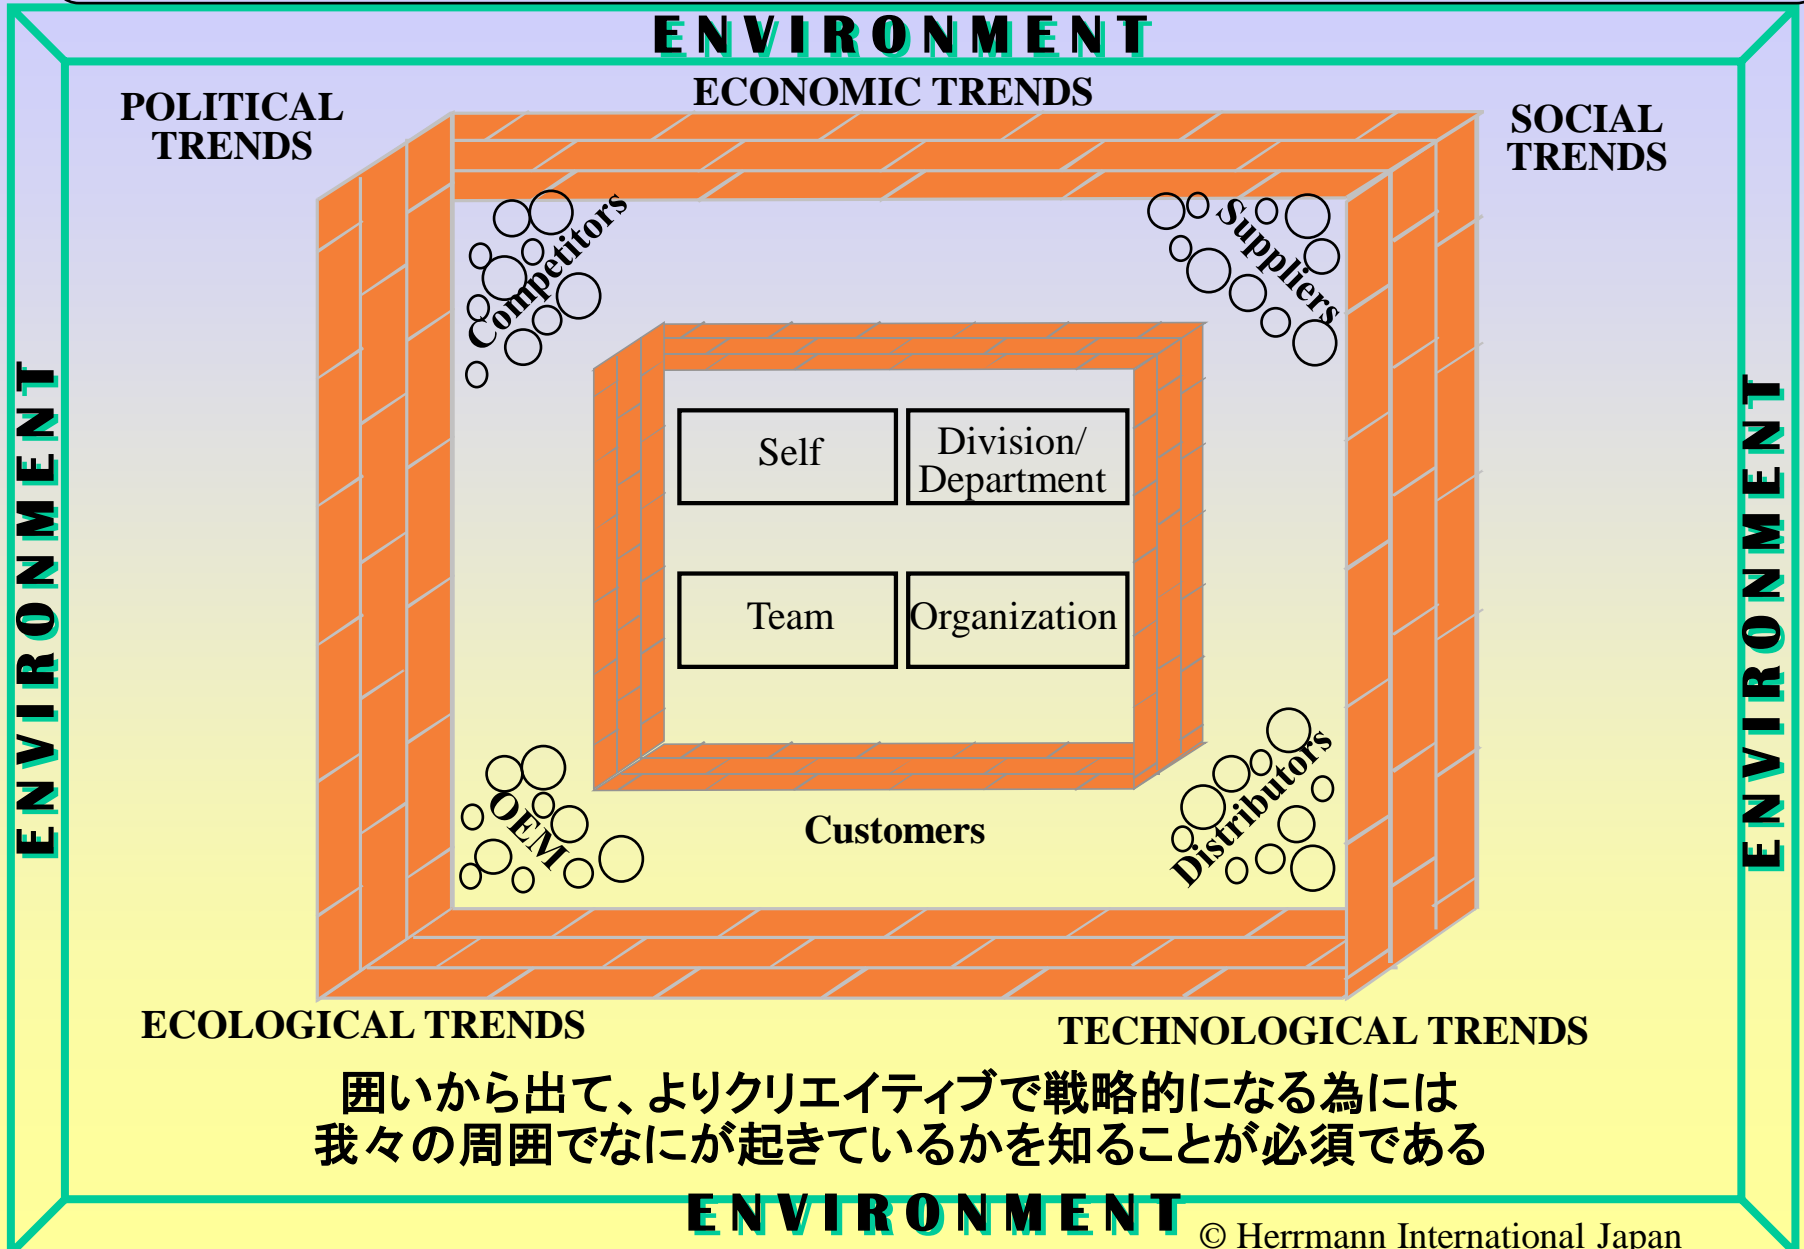 ENVIRONMENT
ECONOMIC TRENDS
POLITICAL
TRENDS
SOCIAL
TRENDS
Competitors
Suppliers
ENVIRONMENT
ENVIRONMENT
Self
Division/
Department
Team
Organization
OEM
Customers
Distributors
ECOLOGICAL TRENDS
TECHNOLOGICAL TRENDS
囲いから出て、よりクリエイティブで戦略的になる為には
我々の周囲でなにが起きているかを知ることが必須である
ENVIRONMENT
© Herrmann International Japan